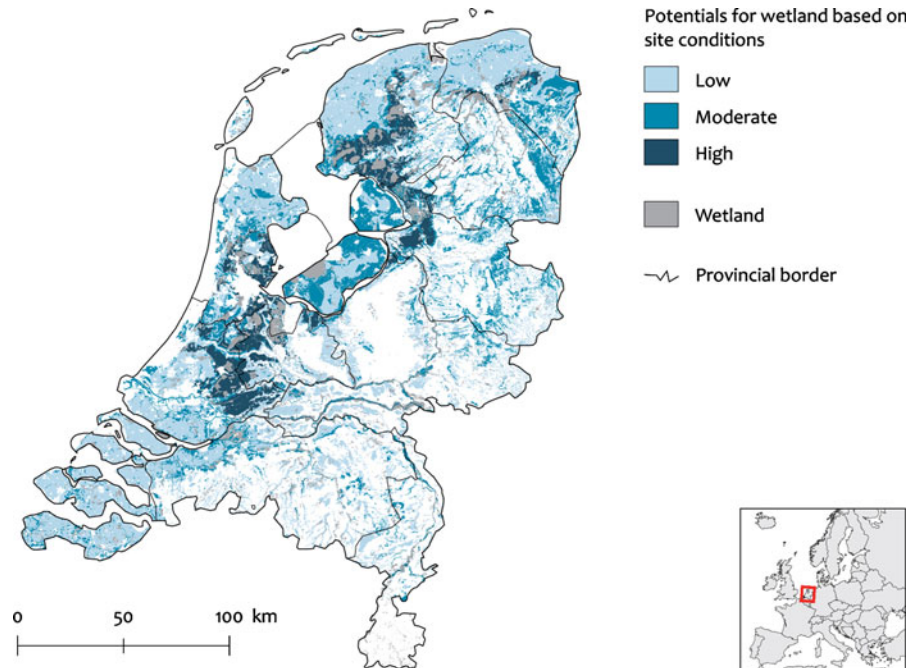 Potentials for wetland based on
site conditions
Low
Moderate
High
Wetland
Provincial border
0 50 100 km